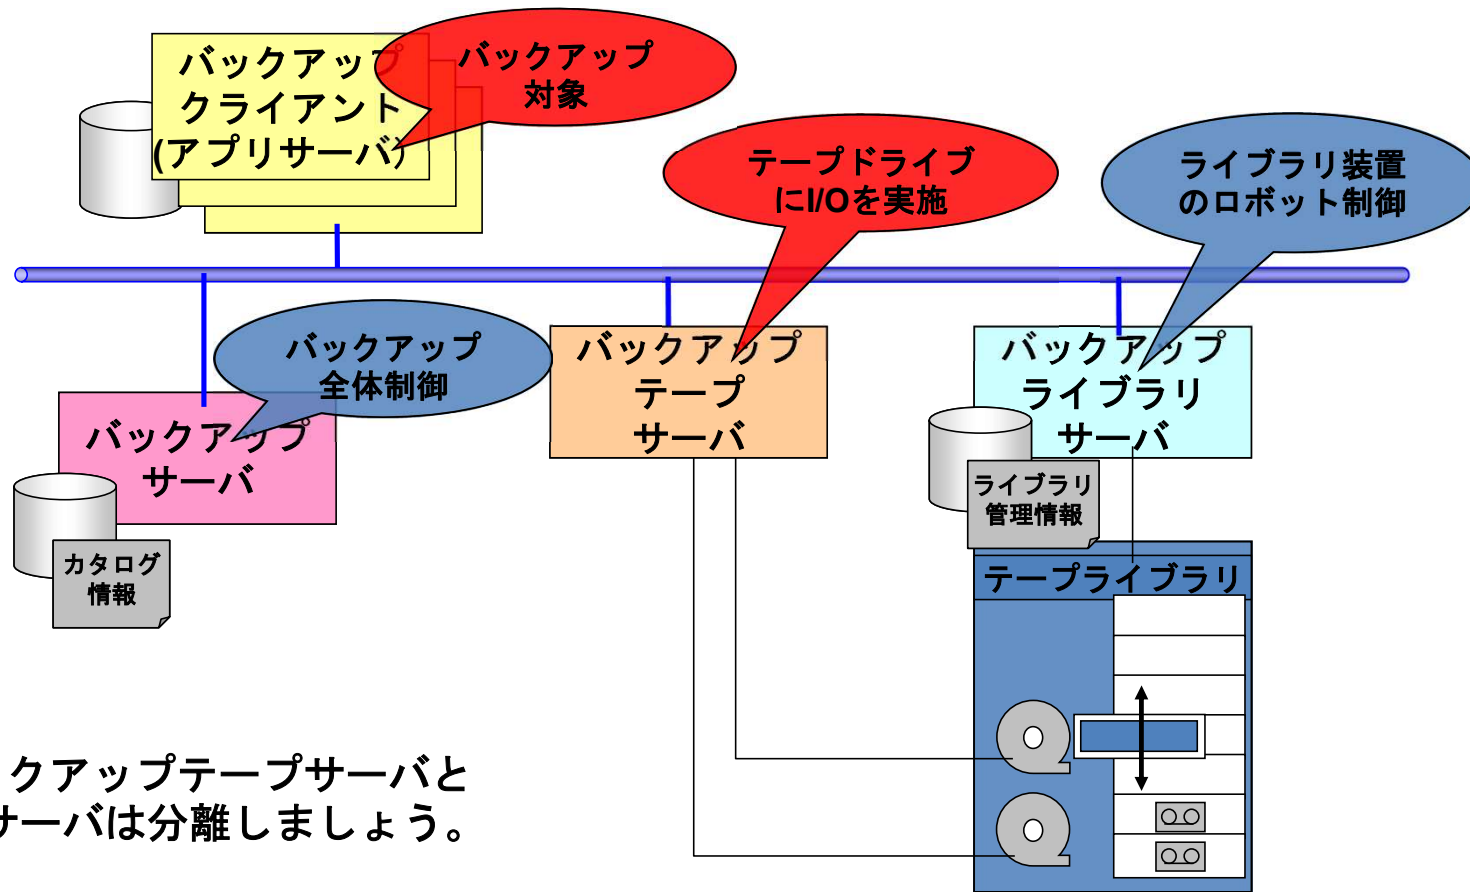 バックアップ
クライアント
(アプリサーバ)
バックアップ
対象
テープドライブ
にI/Oを実施
ライブラリ装置
のロボット制御
バックアップ
全体制御
バックアップ
サーバ
カタログ
情報
バックアップ
テープ
サーバ
バックアップ
ライブラリ
サーバ
ライブラリ
管理情報
テープライブラリ
クアップテープサーバと
サーバは分離しましょう。